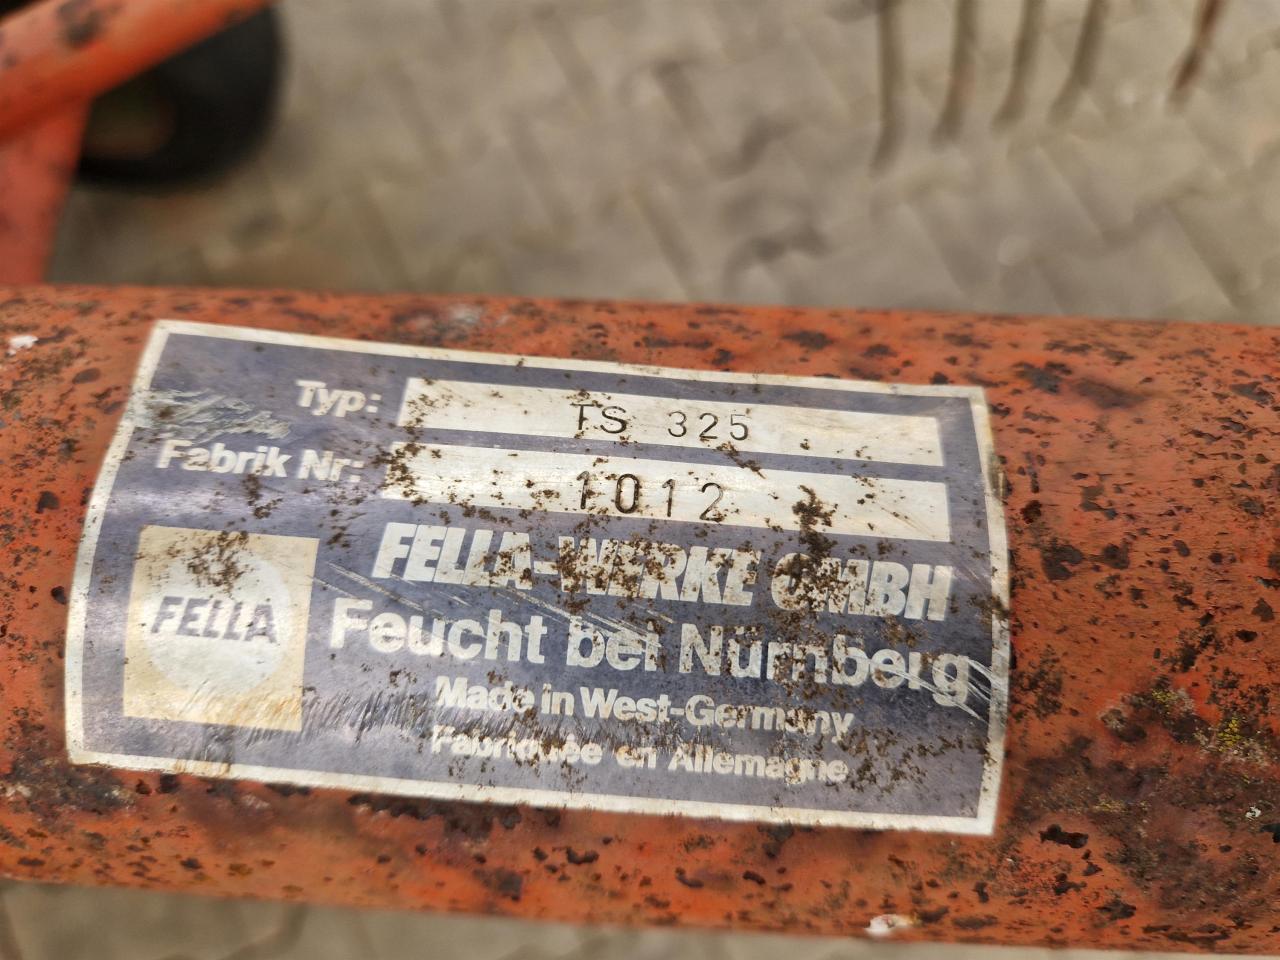 Typ: TS 325
Fabrik Nr: 1012
FELLA-WERKE GMBH
Feucht bei Nürnberg
FELLA
Made in West-Germany
Fabriquée en Allemagne